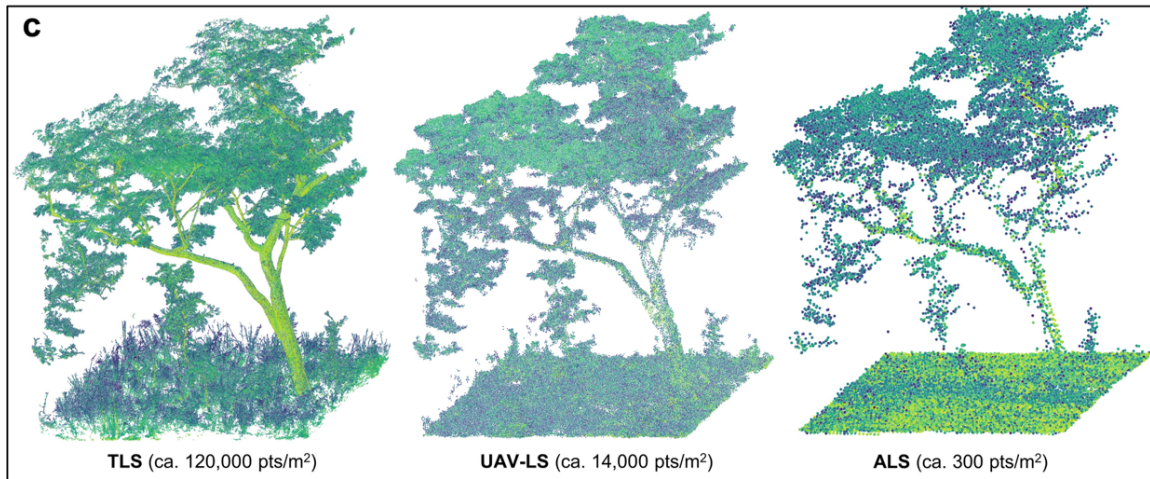 c
TLS (ca. 120,000 pts/m²)
UAV-LS (ca. 14,000 pts/m²)
ALS (ca. 300 pts/m²)